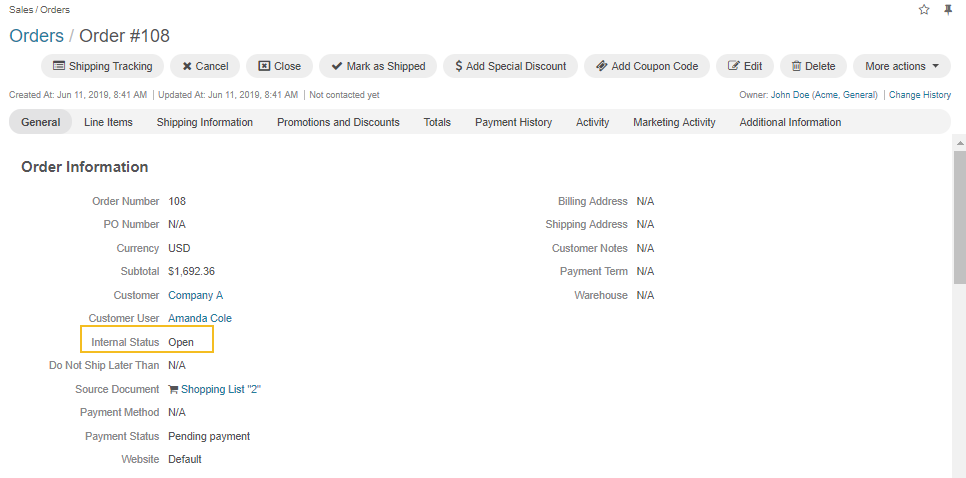 Sales / Orders
Orders / Order #108
Shipping Tracking Cancel Close Mark as Shipped $ Add Special Discount Add Coupon Code Edit Delete More actions
Created At: Jun 11, 2019, 8:41 AM | Updated At: Jun 11, 2019, 8:41 AM | Not contacted yet Owner: John Doe (Acme, General) | Change History
General Line Items Shipping Information Promotions and Discounts Totals Payment History Activity Marketing Activity Additional Information
Order Information
Order Number 108
PO Number N/A
Currency USD
Subtotal $1,692.36
Customer Company A
Customer User Amanda Cole
Internal Status Open
Do Not Ship Later Than N/A
Source Document Shopping List "2"
Payment Method N/A
Payment Status Pending payment
Website Default
Billing Address N/A
Shipping Address N/A
Customer Notes N/A
Payment Term N/A
Warehouse N/A